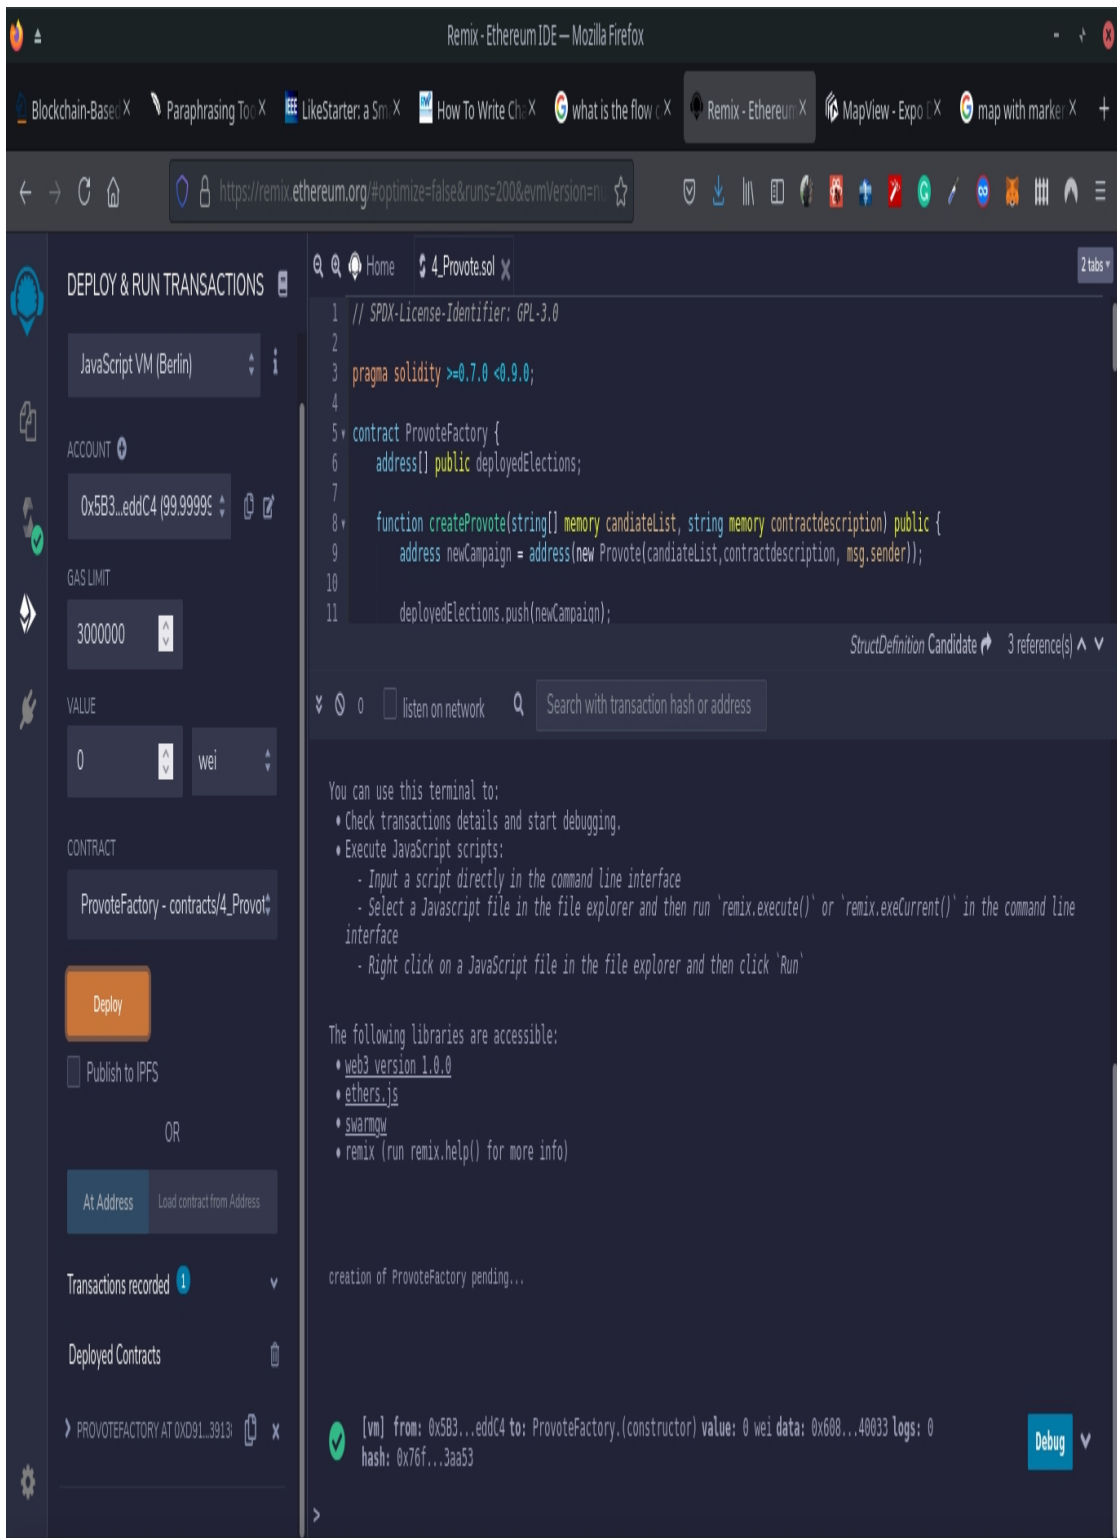 Remix - Ethereum IDE — Mozilla Firefox
Blockchain-Based
Paraphrasing Too
LikeStarter: a Sm
How To Write Cha
what is the flow c
Remix - Ethereum
MapView - Expo D
map with marker
https://remix.ethereum.org/#optimize=false&runs=200&evmVersion=nu
DEPLOY & RUN TRANSACTIONS
JavaScript VM (Berlin)
ACCOUNT
0x5B3...eddC4 (99.99999
GAS LIMIT
3000000
VALUE
0
wei
CONTRACT
ProvoteFactory - contracts/4_Provot
Deploy
Publish to IPFS
OR
At Address
Load contract from Address
Transactions recorded 1
Deployed Contracts
PROVOTEFACTORY AT 0XD91...3913
Home
4_Provote.sol
2 tabs
1 // SPDX-License-Identifier: GPL-3.0
2
3 pragma solidity >=0.7.0 <0.9.0;
4
5 contract ProvoteFactory {
6 address[] public deployedElections;
7
8 function createProvote(string[] memory candiateList, string memory contractdescription) public {
9 address newCampaign = address(new Provote(candiateList,contractdescription, msg.sender));
10
11 deployedElections.push(newCampaign);
StructDefinition Candidate 3 reference(s)
0
listen on network
Search with transaction hash or address
You can use this terminal to:
• Check transactions details and start debugging.
• Execute JavaScript scripts:
- Input a script directly in the command line interface
- Select a Javascript file in the file explorer and then run `remix.execute()` or `remix.exeCurrent()` in the command line
interface
- Right click on a JavaScript file in the file explorer and then click `Run`
The following libraries are accessible:
• web3 version 1.0.0
• ethers.js
• swarmgw
• remix (run remix.help() for more info)
creation of ProvoteFactory pending...
[vm] from: 0x5B3...eddC4 to: ProvoteFactory.(constructor) value: 0 wei data: 0x608...40033 logs: 0
hash: 0x76f...3aa53
Debug
>